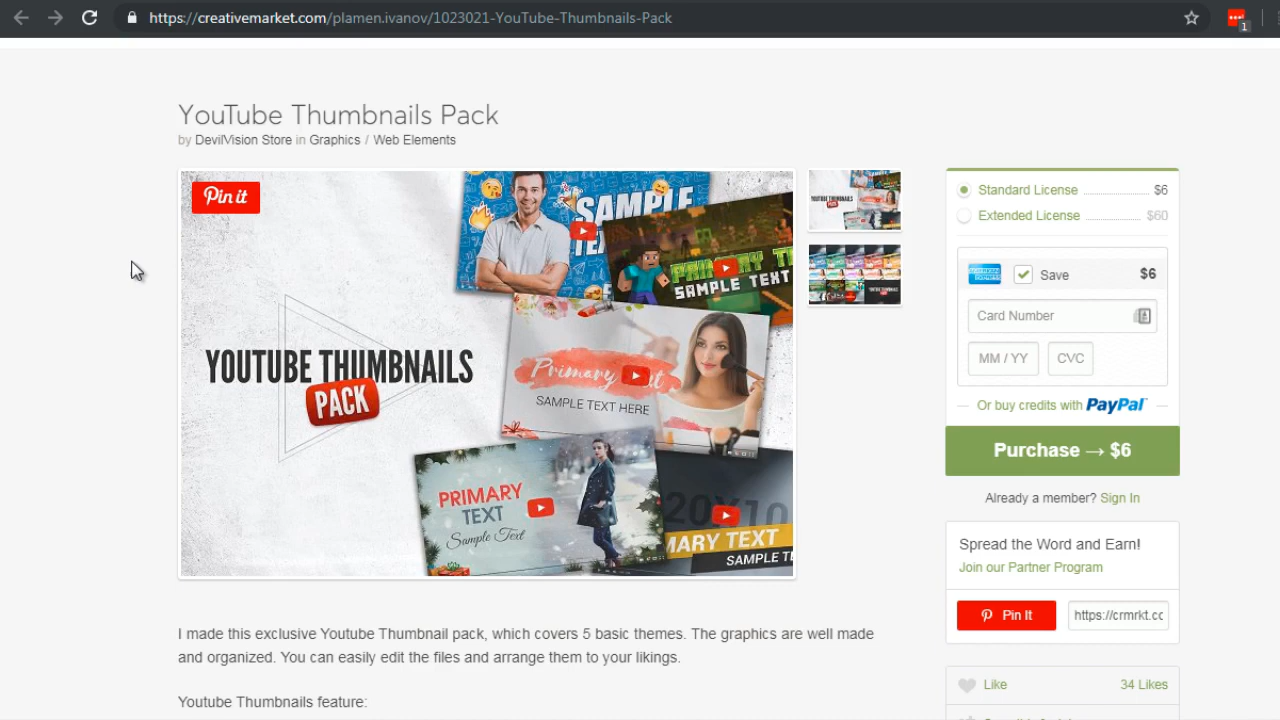 https://creativemarket.com/plamen.ivanov/1023021-YouTube-Thumbnails-Pack
1
YouTube Thumbnails Pack
by DevilVision Store in Graphics / Web Elements
Pin it
SAMPLE
SAMPLE TEXT
YOUTUBE THUMBNAILS
PACK
Primary
SAMPLE TEXT HERE
PRIMARY
TEXT
Sample Text
20X10
MARY TEXT
SAMPLE TE
Standard License $6
Extended License $60
Save $6
Card Number
MM / YY CVC
Or buy credits with PayPal
Purchase → $6
Already a member? Sign In
Spread the Word and Earn!
Join our Partner Program
Pin It https://crmrkt.cc
Like 34 Likes
I made this exclusive Youtube Thumbnail pack, which covers 5 basic themes. The graphics are well made
and organized. You can easily edit the files and arrange them to your likings.
Youtube Thumbnails feature: